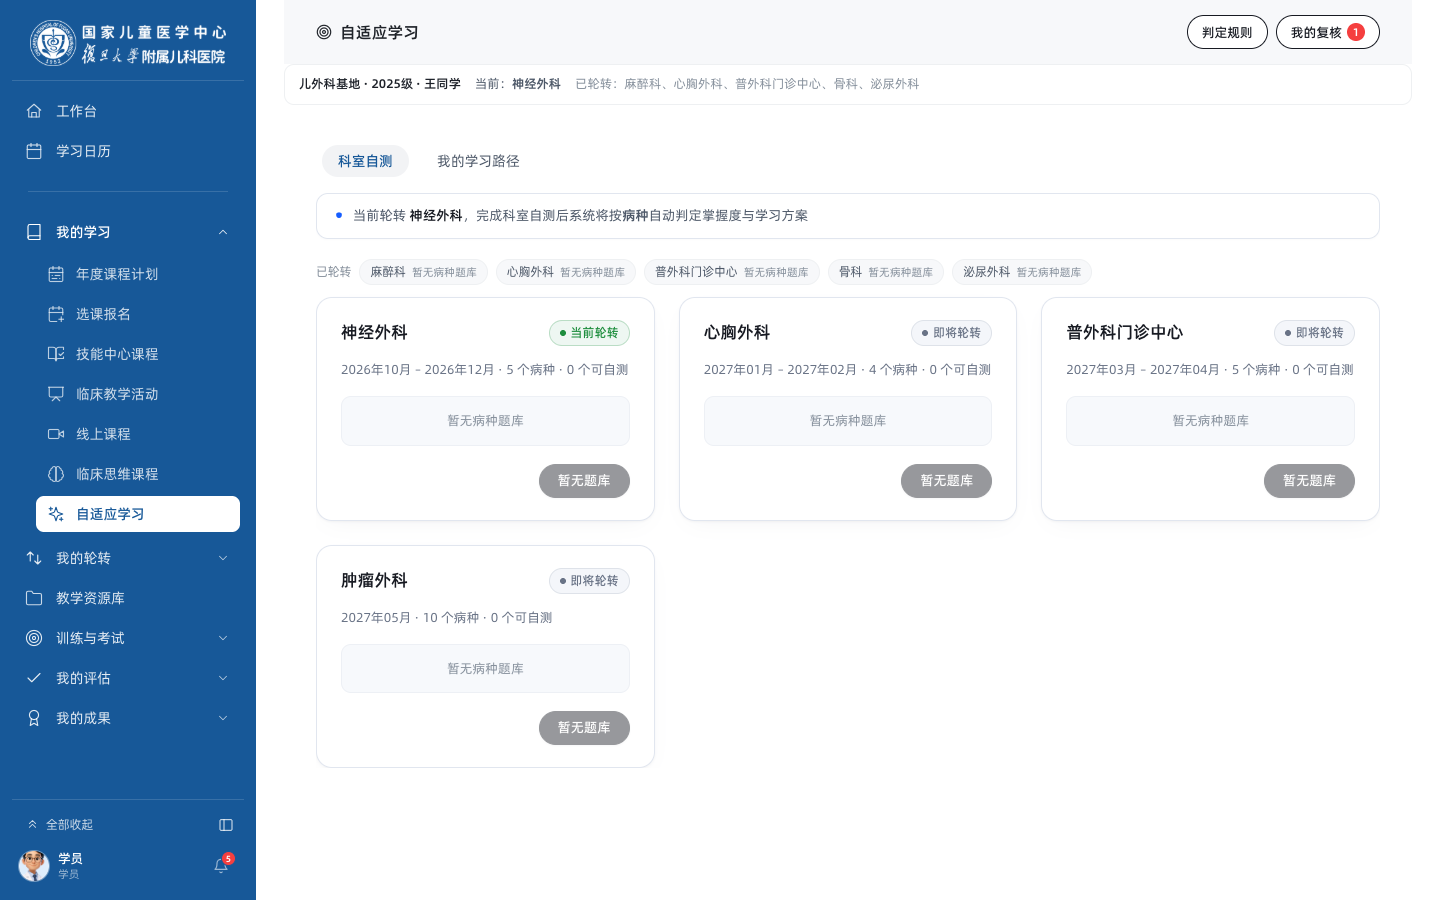 国家儿童医学中心
復旦大学附属儿科医院
工作台
学习日历
我的学习
年度课程计划
选课报名
技能中心课程
临床教学活动
线上课程
临床思维课程
自适应学习
我的轮转
教学资源库
训练与考试
我的评估
我的成果
全部收起
学员
学员
5
自适应学习
判定规则
我的复核 1
儿外科基地 · 2025级 · 王同学 当前：神经外科 已轮转：麻醉科、心胸外科、普外科门诊中心、骨科、泌尿外科
科室自测 我的学习路径
当前轮转 神经外科，完成科室自测后系统将按病种自动判定掌握度与学习方案
已轮转 麻醉科 暂无病种题库 心胸外科 暂无病种题库 普外科门诊中心 暂无病种题库 骨科 暂无病种题库 泌尿外科 暂无病种题库
神经外科 当前轮转
2026年10月 – 2026年12月 · 5 个病种 · 0 个可自测
暂无病种题库
暂无题库
心胸外科 即将轮转
2027年01月 – 2027年02月 · 4 个病种 · 0 个可自测
暂无病种题库
暂无题库
普外科门诊中心 即将轮转
2027年03月 – 2027年04月 · 5 个病种 · 0 个可自测
暂无病种题库
暂无题库
肿瘤外科 即将轮转
2027年05月 · 10 个病种 · 0 个可自测
暂无病种题库
暂无题库